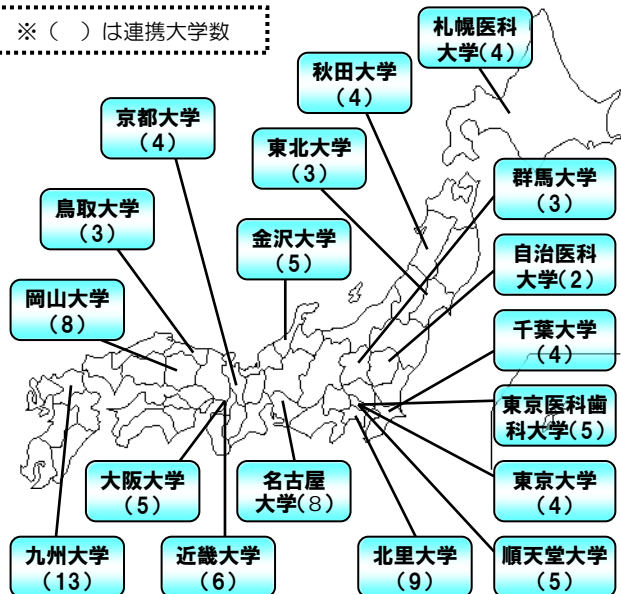 ※（　）は連携大学数
札幌医科
大学(4)
秋田大学
（4）
京都大学
（4）
東北大学
（3）
群馬大学
（3）
鳥取大学
（3）
金沢大学
（5）
自治医科
大学(2)
岡山大学
（8）
千葉大学
（4）
東京医科歯
科大学(5)
大阪大学
（5）
名古屋
大学(8)
東京大学
（4）
九州大学
（13）
近畿大学
（6）
北里大学
（9）
順天堂大学
（5）